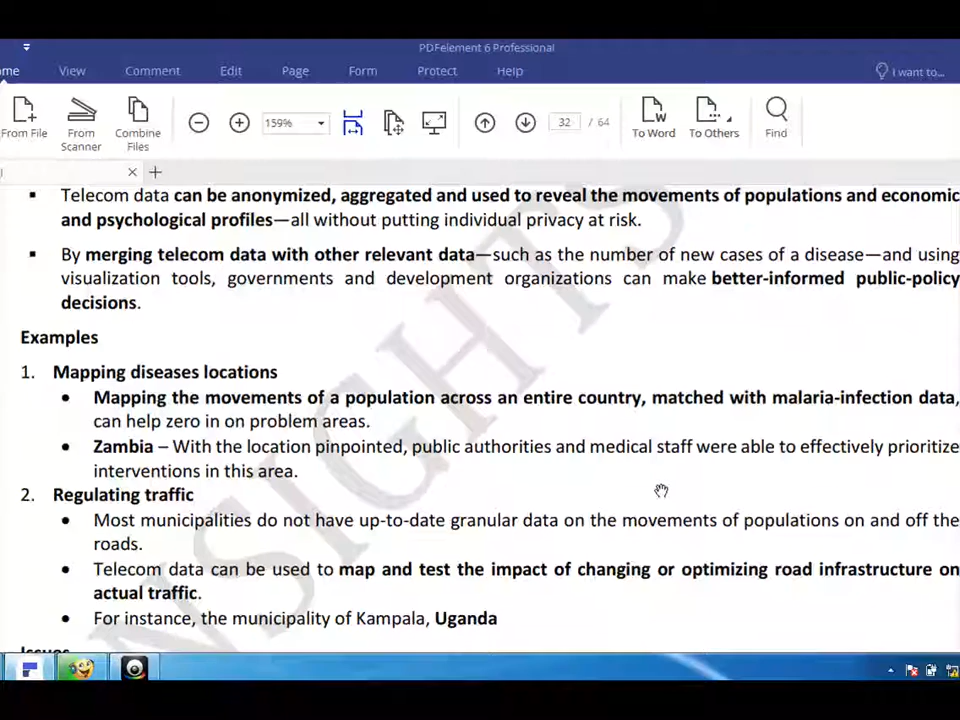 PDFelement 6 Professional
ome View Comment Edit Page Form Protect Help I want to...
From File From Scanner Combine Files 159% 32 / 64 To Word To Others Find
▪ Telecom data can be anonymized, aggregated and used to reveal the movements of populations and economic
and psychological profiles—all without putting individual privacy at risk.
▪ By merging telecom data with other relevant data—such as the number of new cases of a disease—and using
visualization tools, governments and development organizations can make better-informed public-policy
decisions.
Examples
1. Mapping diseases locations
• Mapping the movements of a population across an entire country, matched with malaria-infection data,
can help zero in on problem areas.
• Zambia – With the location pinpointed, public authorities and medical staff were able to effectively prioritize
interventions in this area.
2. Regulating traffic
• Most municipalities do not have up-to-date granular data on the movements of populations on and off the
roads.
• Telecom data can be used to map and test the impact of changing or optimizing road infrastructure on
actual traffic.
• For instance, the municipality of Kampala, Uganda
Issues
NSIGHTS